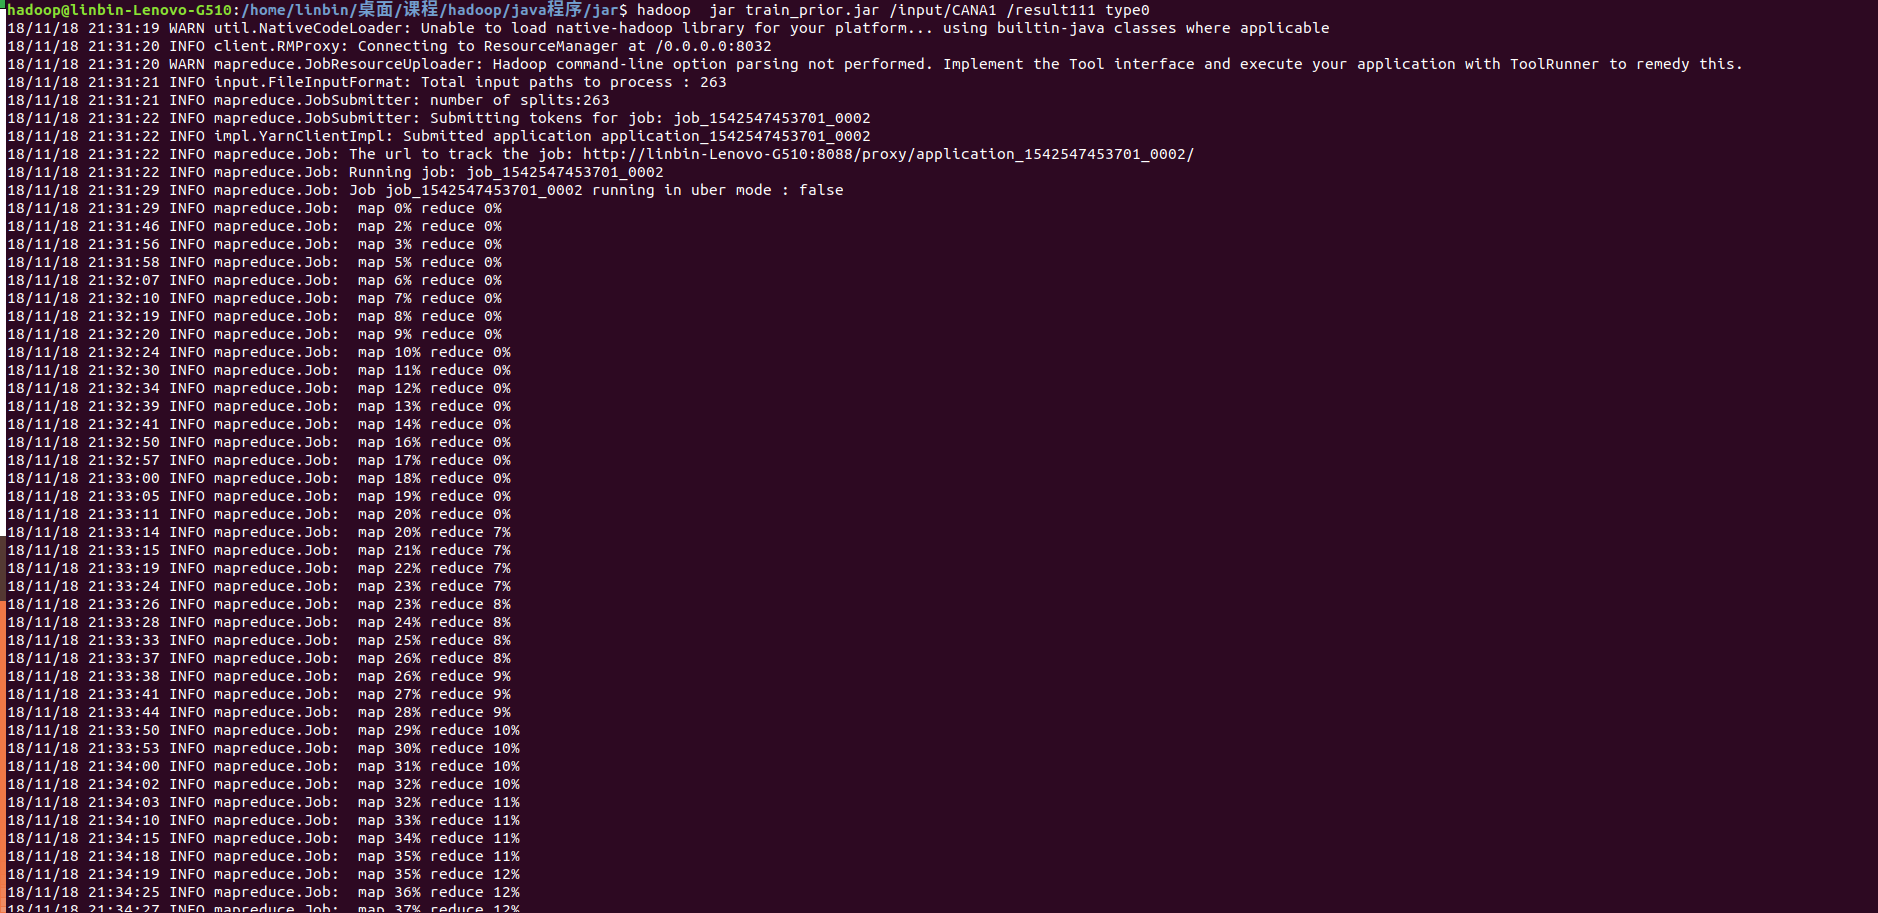 hadoop@linbin-Lenovo-G510:/home/linbin/桌面/课程/hadoop/java程序/jar$ hadoop  jar train_prior.jar /input/CANA1 /result111 type0
18/11/18 21:31:19 WARN util.NativeCodeLoader: Unable to load native-hadoop library for your platform... using builtin-java classes where applicable
18/11/18 21:31:20 INFO client.RMProxy: Connecting to ResourceManager at /0.0.0.0:8032
18/11/18 21:31:20 WARN mapreduce.JobResourceUploader: Hadoop command-line option parsing not performed. Implement the Tool interface and execute your application with ToolRunner to remedy this.
18/11/18 21:31:21 INFO input.FileInputFormat: Total input paths to process : 263
18/11/18 21:31:21 INFO mapreduce.JobSubmitter: number of splits:263
18/11/18 21:31:22 INFO mapreduce.JobSubmitter: Submitting tokens for job: job_1542547453701_0002
18/11/18 21:31:22 INFO impl.YarnClientImpl: Submitted application application_1542547453701_0002
18/11/18 21:31:22 INFO mapreduce.Job: The url to track the job: http://linbin-Lenovo-G510:8088/proxy/application_1542547453701_0002/
18/11/18 21:31:22 INFO mapreduce.Job: Running job: job_1542547453701_0002
18/11/18 21:31:29 INFO mapreduce.Job: Job job_1542547453701_0002 running in uber mode : false
18/11/18 21:31:29 INFO mapreduce.Job:  map 0% reduce 0%
18/11/18 21:31:46 INFO mapreduce.Job:  map 2% reduce 0%
18/11/18 21:31:56 INFO mapreduce.Job:  map 3% reduce 0%
18/11/18 21:31:58 INFO mapreduce.Job:  map 5% reduce 0%
18/11/18 21:32:07 INFO mapreduce.Job:  map 6% reduce 0%
18/11/18 21:32:10 INFO mapreduce.Job:  map 7% reduce 0%
18/11/18 21:32:19 INFO mapreduce.Job:  map 8% reduce 0%
18/11/18 21:32:20 INFO mapreduce.Job:  map 9% reduce 0%
18/11/18 21:32:24 INFO mapreduce.Job:  map 10% reduce 0%
18/11/18 21:32:30 INFO mapreduce.Job:  map 11% reduce 0%
18/11/18 21:32:34 INFO mapreduce.Job:  map 12% reduce 0%
18/11/18 21:32:39 INFO mapreduce.Job:  map 13% reduce 0%
18/11/18 21:32:41 INFO mapreduce.Job:  map 14% reduce 0%
18/11/18 21:32:50 INFO mapreduce.Job:  map 16% reduce 0%
18/11/18 21:32:57 INFO mapreduce.Job:  map 17% reduce 0%
18/11/18 21:33:00 INFO mapreduce.Job:  map 18% reduce 0%
18/11/18 21:33:05 INFO mapreduce.Job:  map 19% reduce 0%
18/11/18 21:33:11 INFO mapreduce.Job:  map 20% reduce 0%
18/11/18 21:33:14 INFO mapreduce.Job:  map 20% reduce 7%
18/11/18 21:33:15 INFO mapreduce.Job:  map 21% reduce 7%
18/11/18 21:33:19 INFO mapreduce.Job:  map 22% reduce 7%
18/11/18 21:33:24 INFO mapreduce.Job:  map 23% reduce 7%
18/11/18 21:33:26 INFO mapreduce.Job:  map 23% reduce 8%
18/11/18 21:33:28 INFO mapreduce.Job:  map 24% reduce 8%
18/11/18 21:33:33 INFO mapreduce.Job:  map 25% reduce 8%
18/11/18 21:33:37 INFO mapreduce.Job:  map 26% reduce 8%
18/11/18 21:33:38 INFO mapreduce.Job:  map 26% reduce 9%
18/11/18 21:33:41 INFO mapreduce.Job:  map 27% reduce 9%
18/11/18 21:33:44 INFO mapreduce.Job:  map 28% reduce 9%
18/11/18 21:33:50 INFO mapreduce.Job:  map 29% reduce 10%
18/11/18 21:33:53 INFO mapreduce.Job:  map 30% reduce 10%
18/11/18 21:34:00 INFO mapreduce.Job:  map 31% reduce 10%
18/11/18 21:34:02 INFO mapreduce.Job:  map 32% reduce 10%
18/11/18 21:34:03 INFO mapreduce.Job:  map 32% reduce 11%
18/11/18 21:34:10 INFO mapreduce.Job:  map 33% reduce 11%
18/11/18 21:34:15 INFO mapreduce.Job:  map 34% reduce 11%
18/11/18 21:34:18 INFO mapreduce.Job:  map 35% reduce 11%
18/11/18 21:34:19 INFO mapreduce.Job:  map 35% reduce 12%
18/11/18 21:34:25 INFO mapreduce.Job:  map 36% reduce 12%
18/11/18 21:34:27 INFO mapreduce.Job:  map 37% reduce 12%